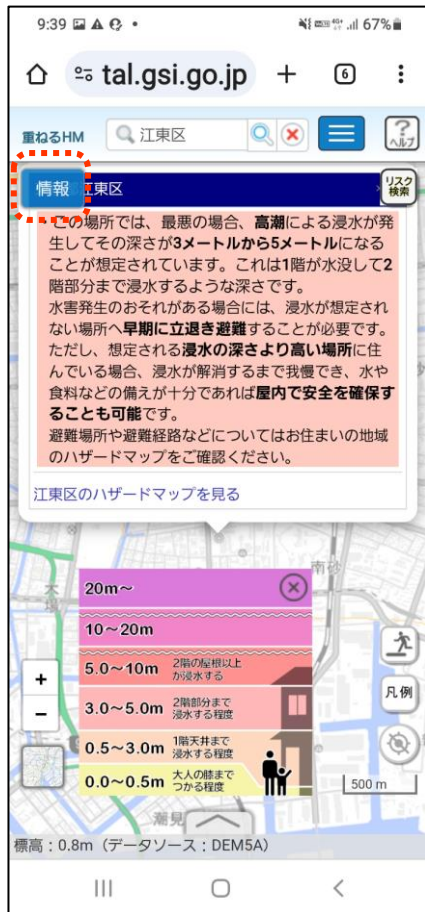 9:39 67%
tal.gsi.go.jp + 6
重ねるHM 江東区 ? ヘルプ
情報 江東区 リスク検索
この場所では、最悪の場合、高潮による浸水が発
生してその深さが3メートルから5メートルになる
ことが想定されています。これは1階が水没して2
階部分まで浸水するような深さです。
水害発生のおそれがある場合には、浸水が想定され
ない場所へ早期に立退き避難することが必要です。
ただし、想定される浸水の深さより高い場所に住
んでいる場合、浸水が解消するまで我慢でき、水や
食料などの備えが十分であれば屋内で安全を確保す
ることも可能です。
避難場所や避難経路などについてはお住まいの地域
のハザードマップをご確認ください。
江東区のハザードマップを見る
南砂
20m~
10~20m
5.0~10m 2階の屋根以上
が浸水する
3.0~5.0m 2階部分まで
浸水する程度
0.5~3.0m 1階天井まで
浸水する程度
0.0~0.5m 大人の膝まで
つかる程度
+
−
凡例
500 m
潮見
標高:0.8m(データソース:DEM5A)